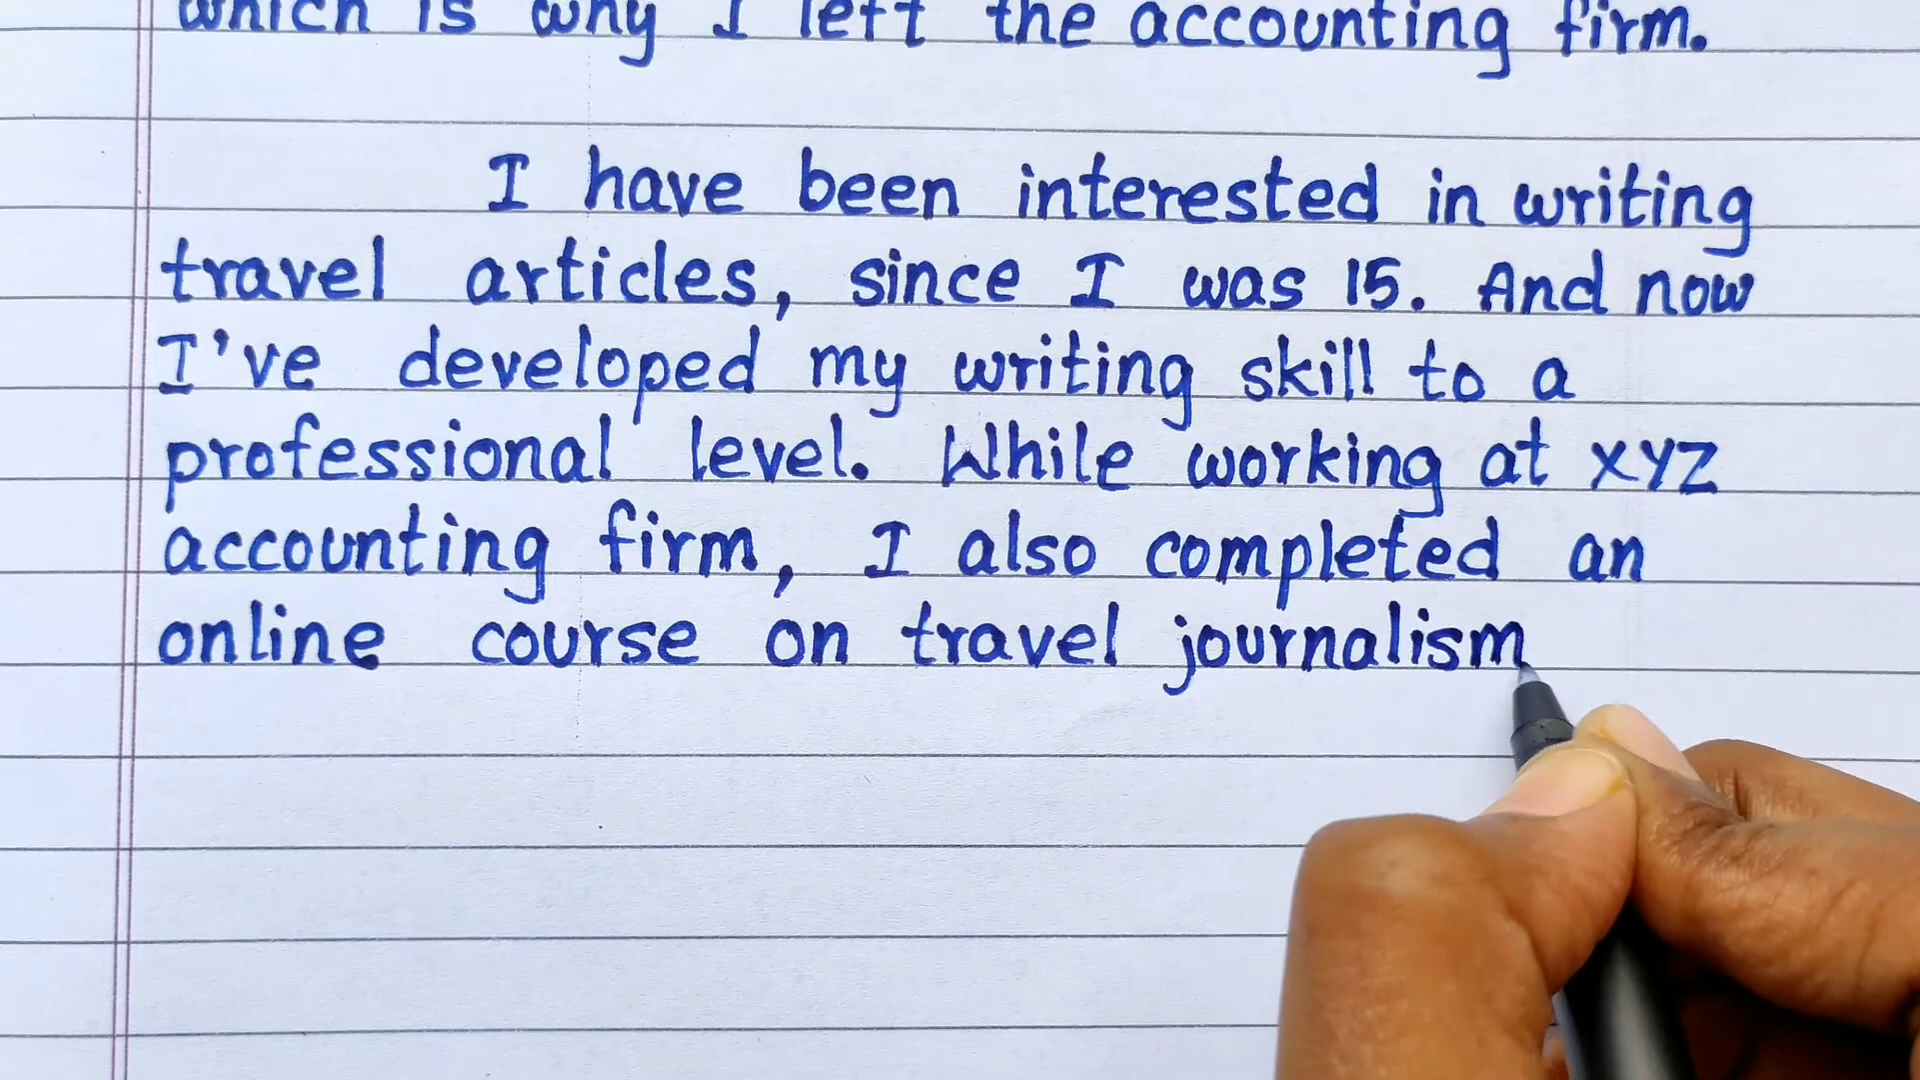 which is why I left the accounting firm.
I have been interested in writing
travel articles, since I was 15. And now
I've developed my writing skill to a
professional level. While working at XYZ
accounting firm, I also completed an
online course on travel journalism